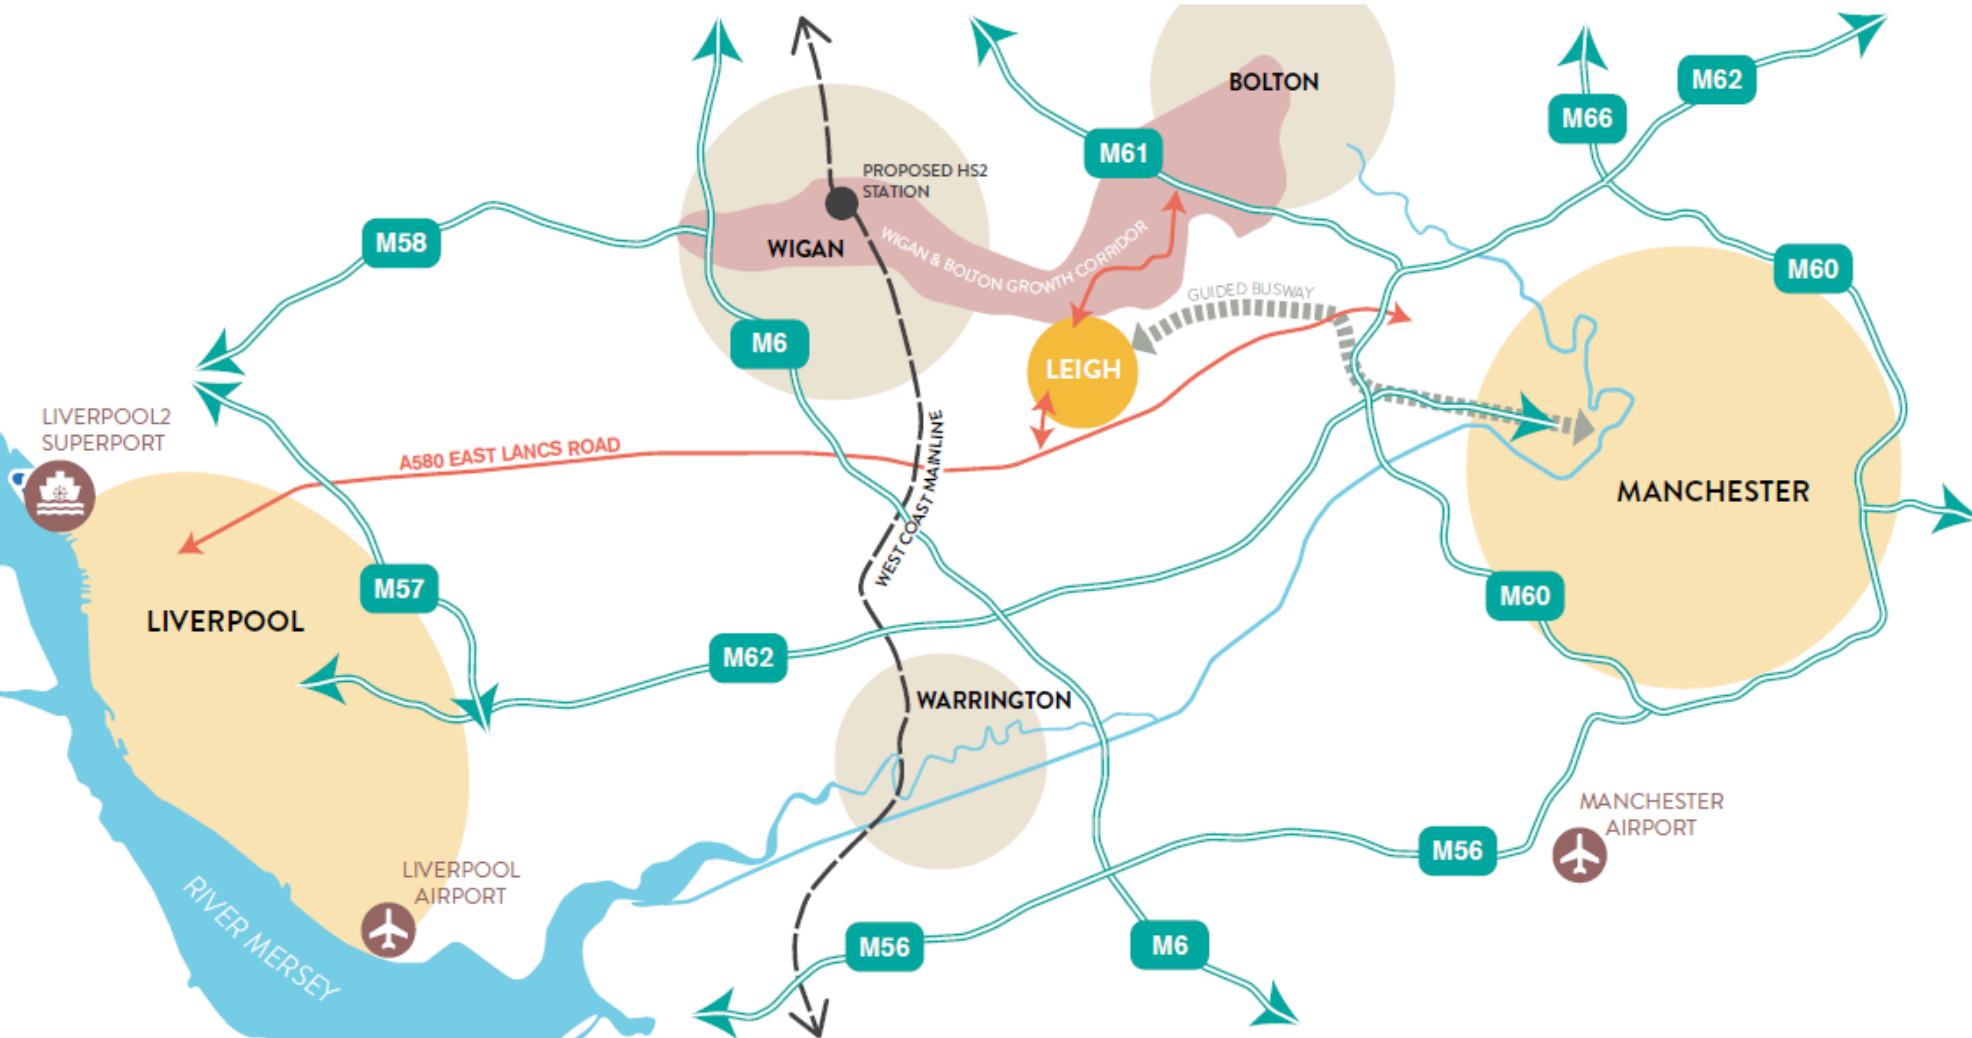 BOLTON
M62
M66
M61
PROPOSED HS2
STATION
M58
WIGAN
WIGAN & BOLTON GROWTH CORRIDOR
M60
GUIDED BUSWAY
M6
LEIGH
LIVERPOOL2
SUPERPORT
A580 EAST LANCS ROAD
WEST COAST MAINLINE
MANCHESTER
M57
M60
LIVERPOOL
M62
WARRINGTON
MANCHESTER
AIRPORT
M56
LIVERPOOL
AIRPORT
RIVER MERSEY
M56
M6